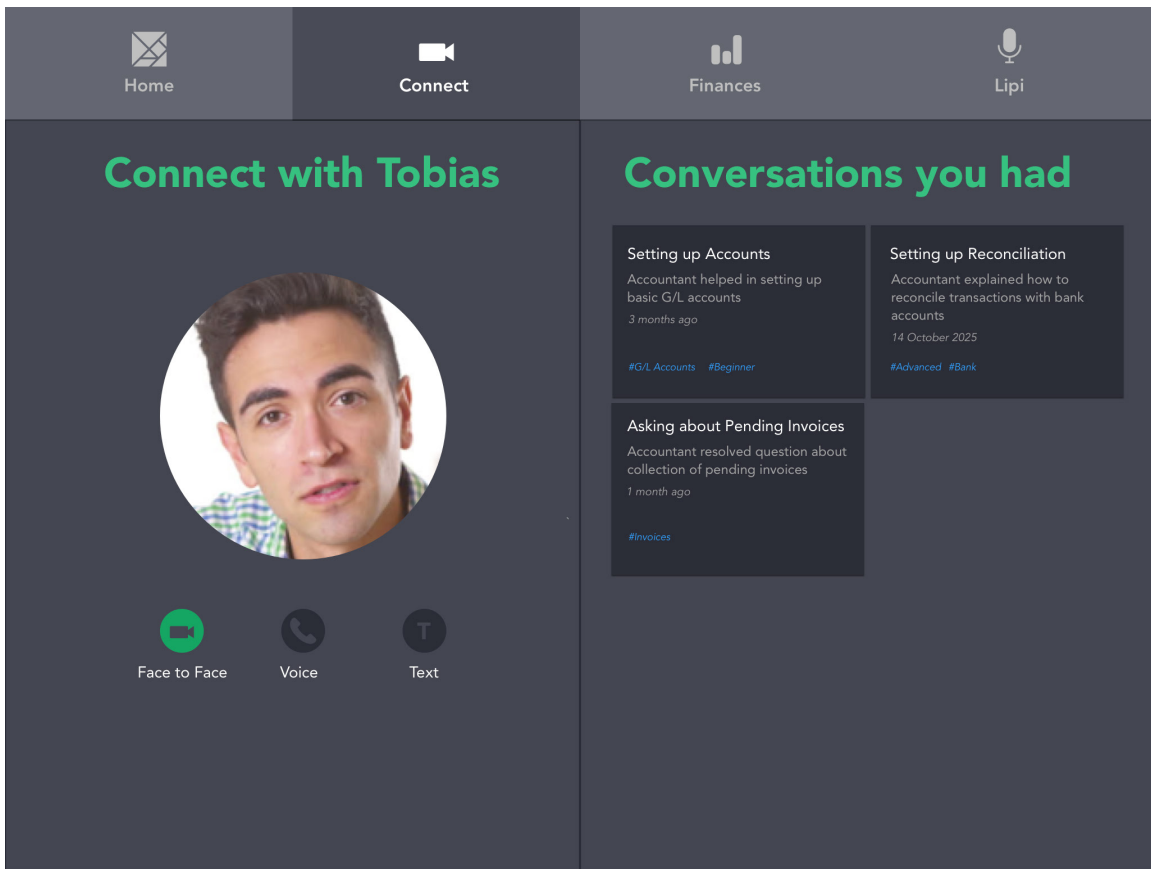 Home
Connect
Finances
Lipi
Connect with Tobias
T
Face to Face
Voice
Text
Conversations you had
Setting up Accounts
Accountant helped in setting up
basic G/L accounts
3 months ago
#G/L Accounts #Beginner
Setting up Reconciliation
Accountant explained how to
reconcile transactions with bank
accounts
14 October 2025
#Advanced #Bank
Asking about Pending Invoices
Accountant resolved question about
collection of pending invoices
1 month ago
#Invoices